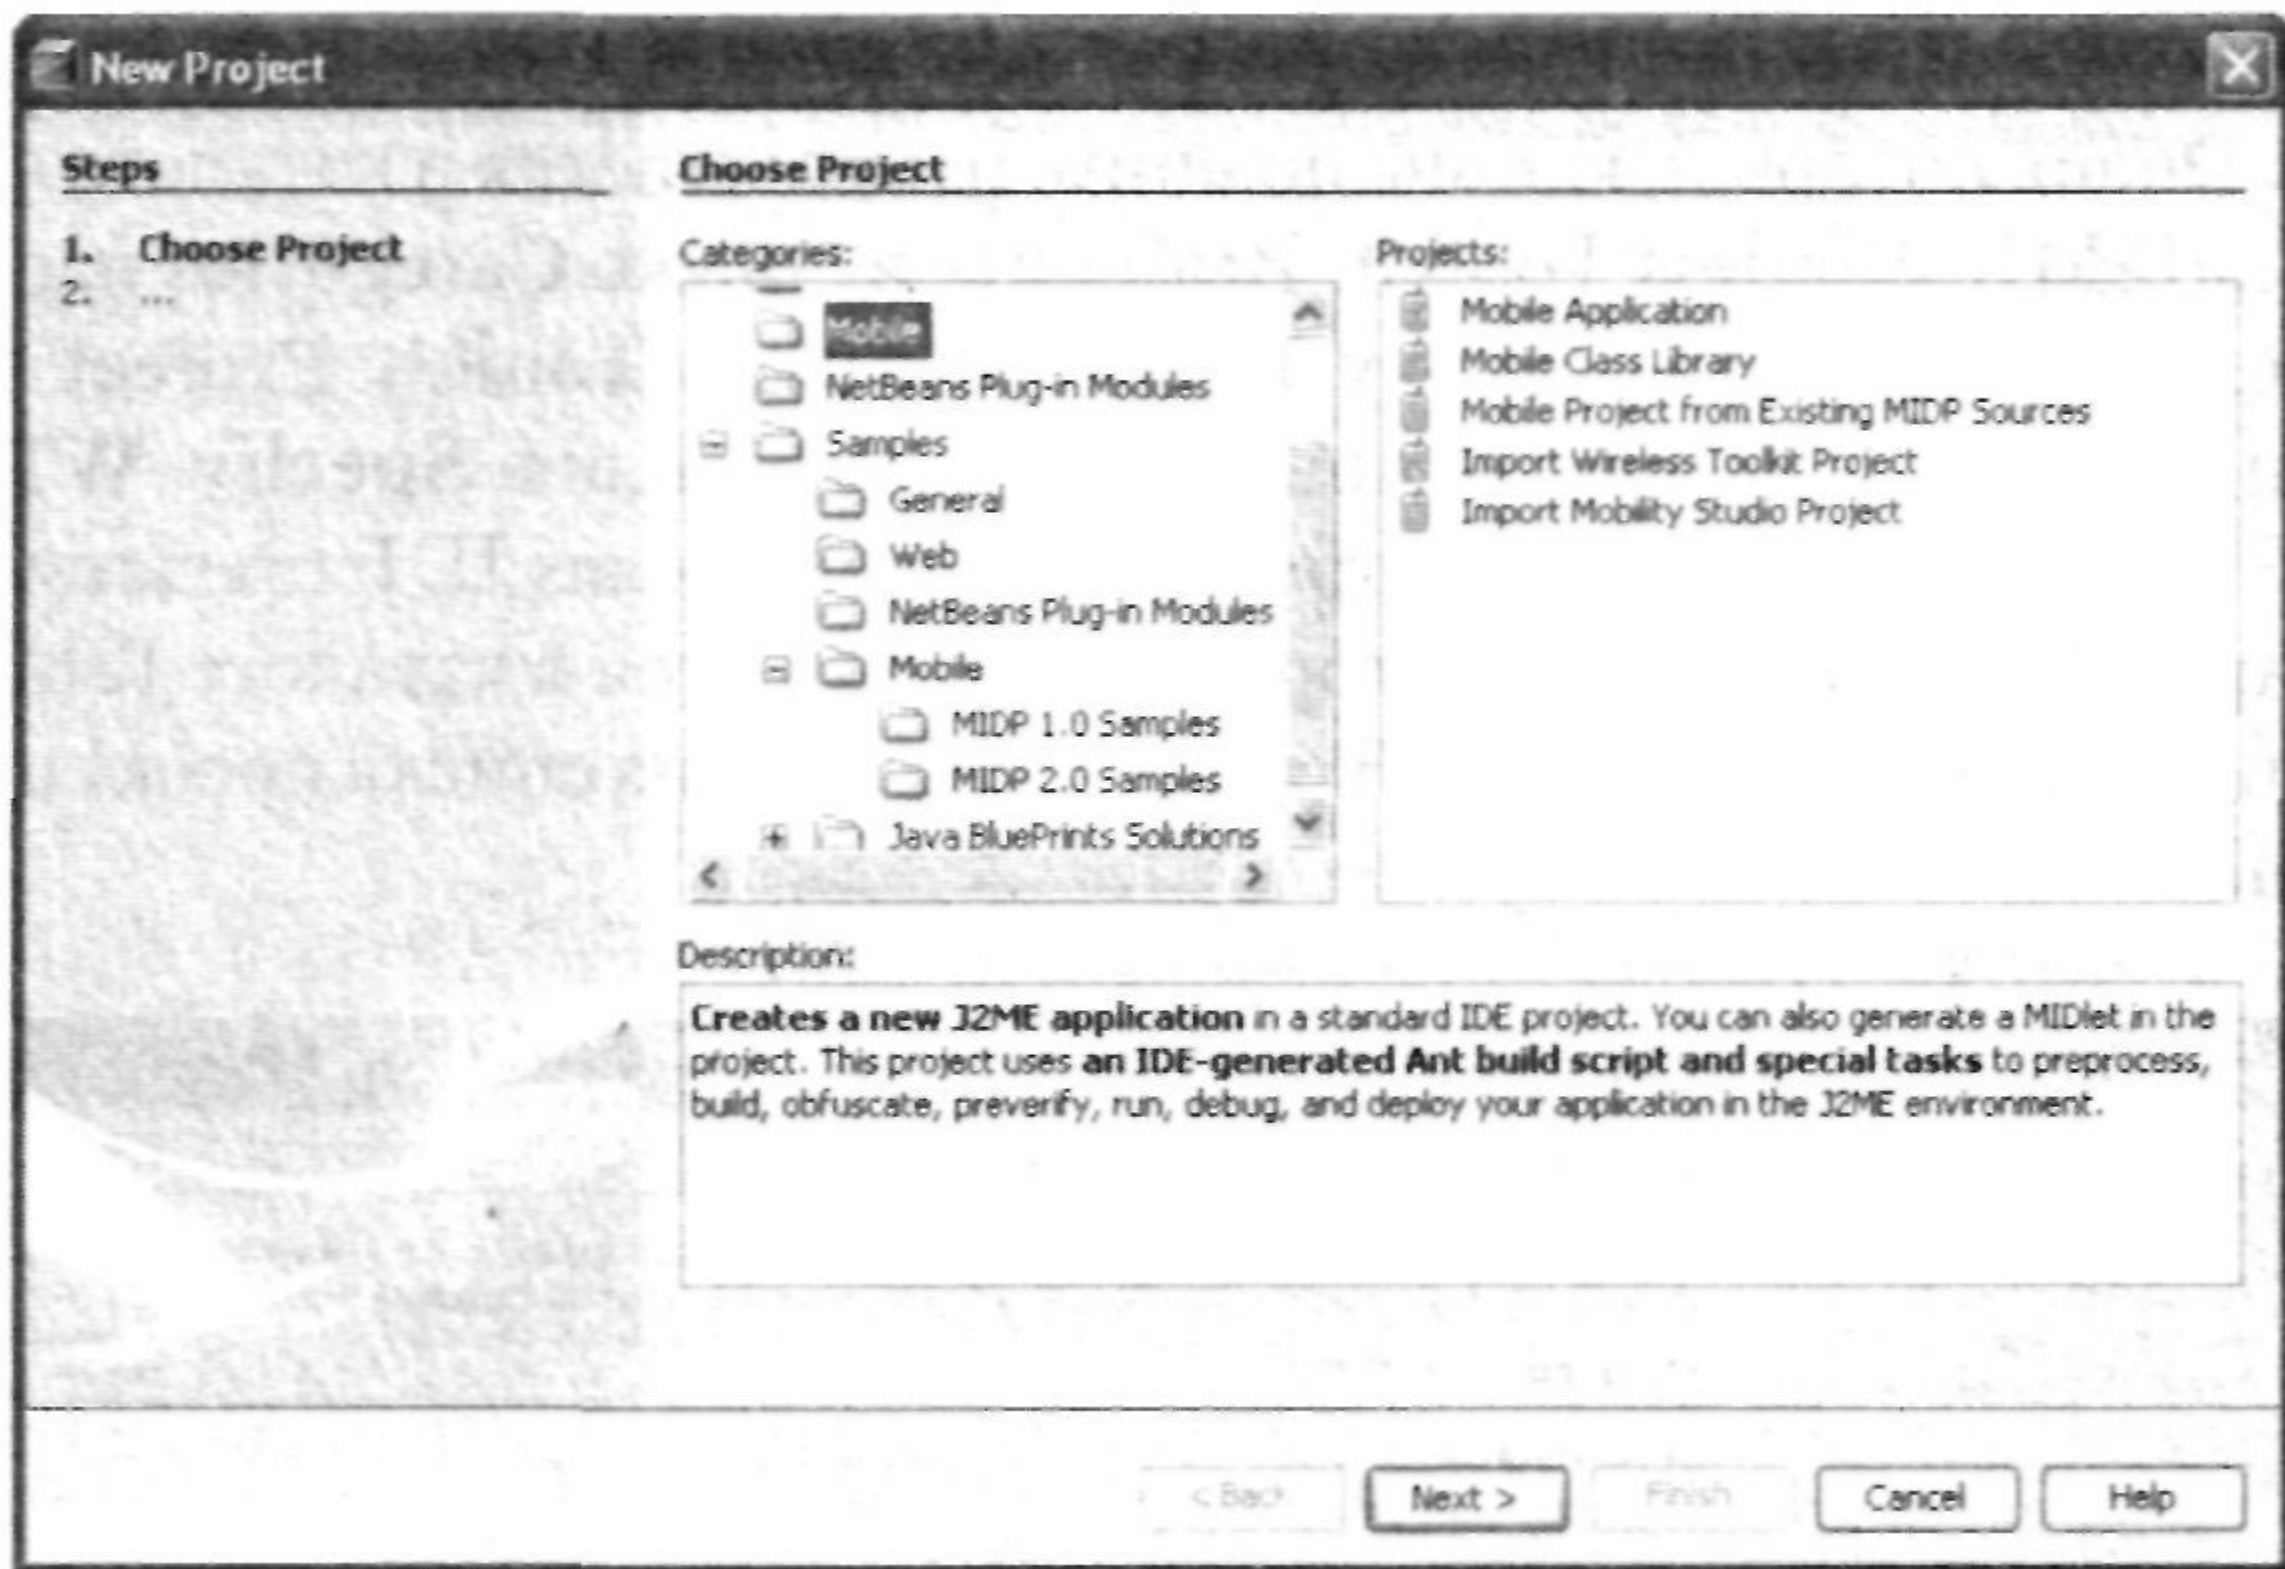 New Project
Steps
1. Choose Project
2. ...
Choose Project
Categories:
Mobile
NetBeans Plug-in Modules
Samples
General
Web
NetBeans Plug-in Modules
Mobile
MIDP 1.0 Samples
MIDP 2.0 Samples
Java BluePrints Solutions
Projects:
Mobile Application
Mobile Class Library
Mobile Project from Existing MIDP Sources
Import Wireless Toolkit Project
Import Mobility Studio Project
Description:
Creates a new J2ME application in a standard IDE project. You can also generate a MIDlet in the
project. This project uses an IDE-generated Ant build script and special tasks to preprocess,
build, obfuscate, preverify, run, debug, and deploy your application in the J2ME environment.
< Back
Next >
Finish
Cancel
Help